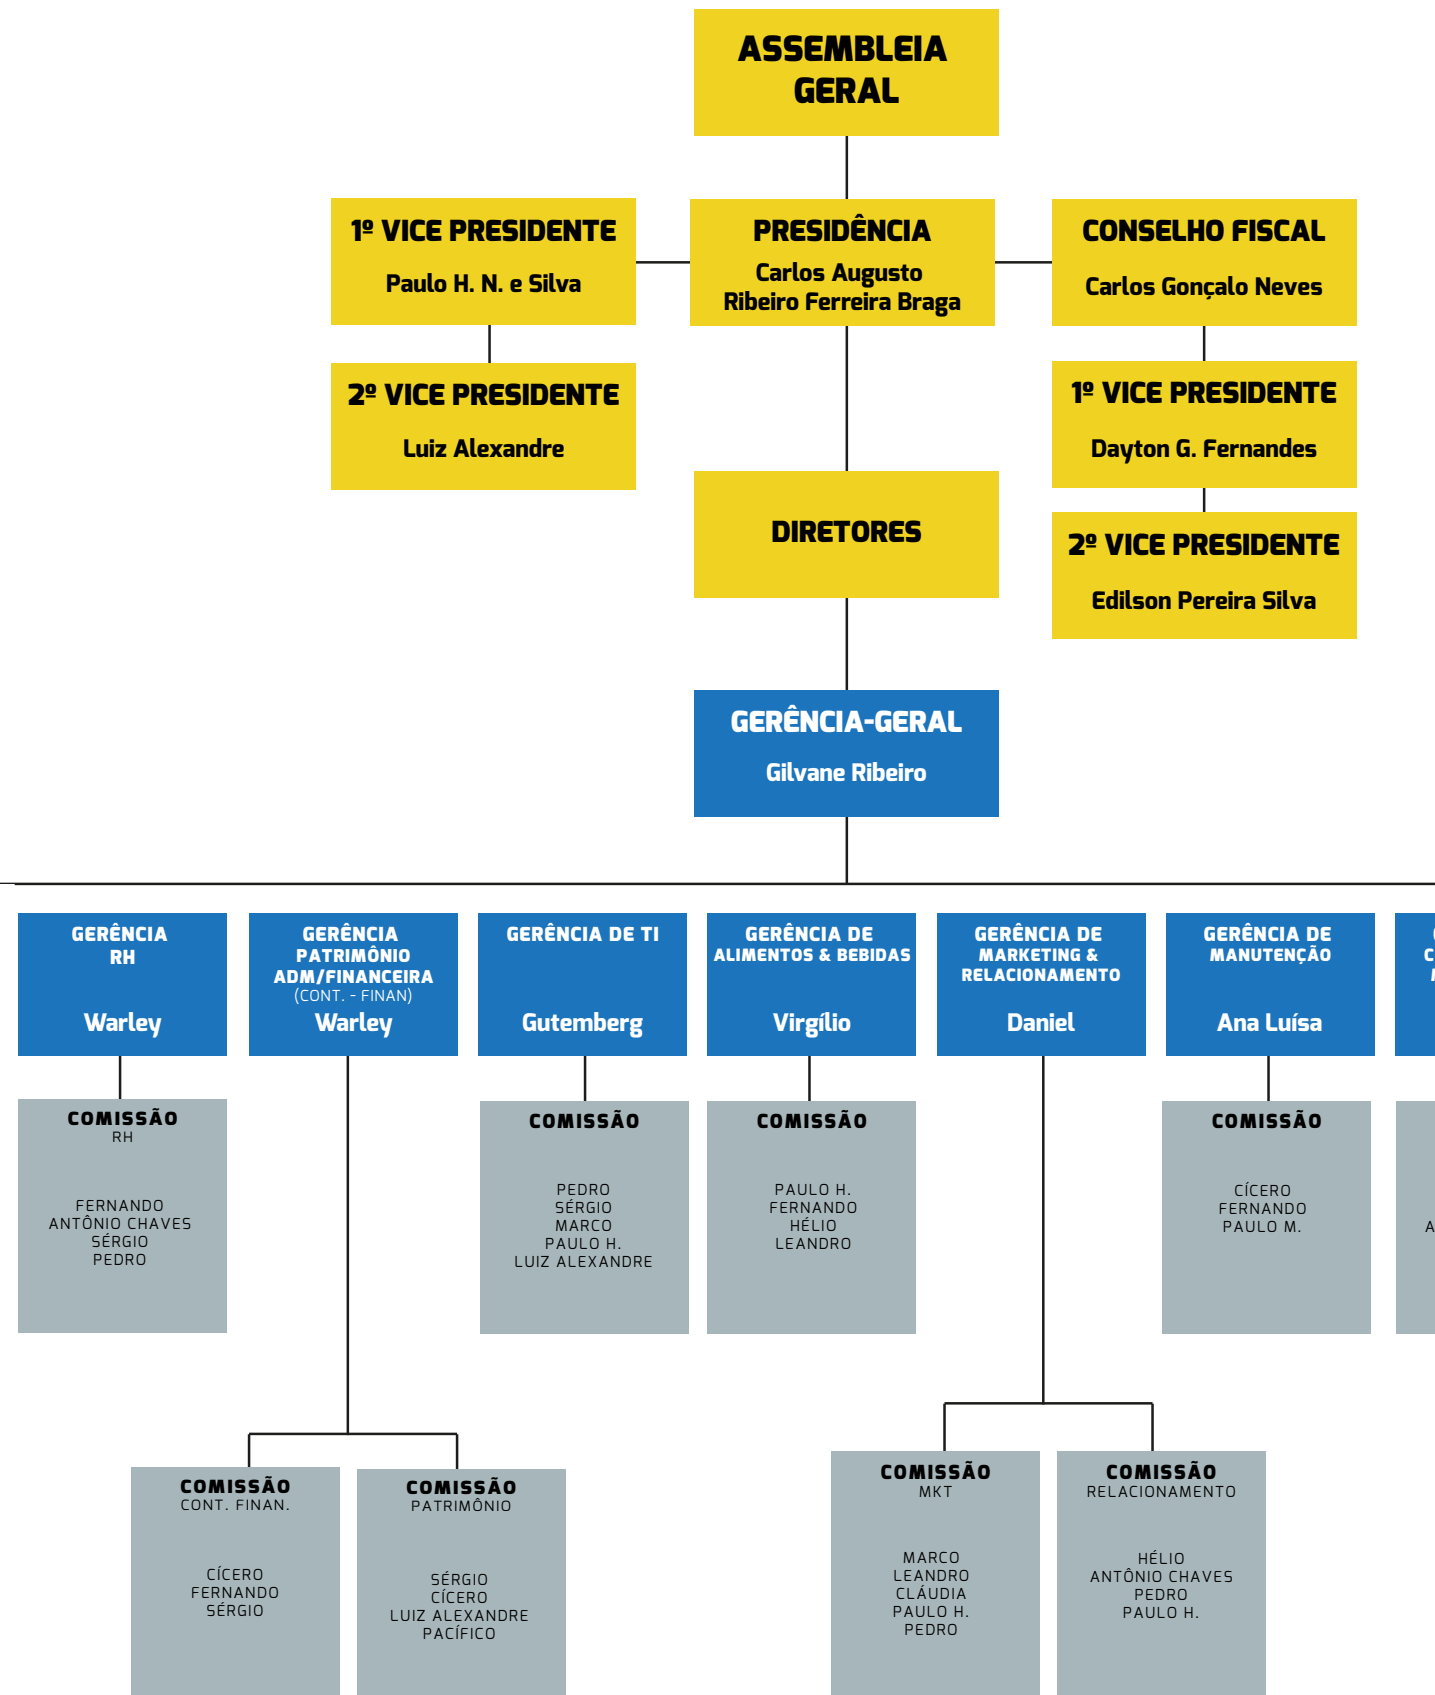 ASSEMBLEIA
GERAL
1º VICE PRESIDENTE
Paulo H. N. e Silva
PRESIDÊNCIA
Carlos Augusto
Ribeiro Ferreira Braga
CONSELHO FISCAL
Carlos Gonçalo Neves
2º VICE PRESIDENTE
Luiz Alexandre
1º VICE PRESIDENTE
Dayton G. Fernandes
DIRETORES
2º VICE PRESIDENTE
Edilson Pereira Silva
GERÊNCIA-GERAL
Gilvane Ribeiro
GERÊNCIA
RH
Warley
GERÊNCIA
PATRIMÔNIO
ADM/FINANCEIRA
(CONT. - FINAN)
Warley
GERÊNCIA DE TI
Gutemberg
GERÊNCIA DE
ALIMENTOS & BEBIDAS
Virgílio
GERÊNCIA DE
MARKETING &
RELACIONAMENTO
Daniel
GERÊNCIA DE
MANUTENÇÃO
Ana Luísa
COMISSÃO
RH
FERNANDO
ANTÔNIO CHAVES
SÉRGIO
PEDRO
COMISSÃO
PEDRO
SÉRGIO
MARCO
PAULO H.
LUIZ ALEXANDRE
COMISSÃO
PAULO H.
FERNANDO
HÉLIO
LEANDRO
COMISSÃO
CÍCERO
FERNANDO
PAULO M.
COMISSÃO
CONT. FINAN.
CÍCERO
FERNANDO
SÉRGIO
COMISSÃO
PATRIMÔNIO
SÉRGIO
CÍCERO
LUIZ ALEXANDRE
PACÍFICO
COMISSÃO
MKT
MARCO
LEANDRO
CLÁUDIA
PAULO H.
PEDRO
COMISSÃO
RELACIONAMENTO
HÉLIO
ANTÔNIO CHAVES
PEDRO
PAULO H.